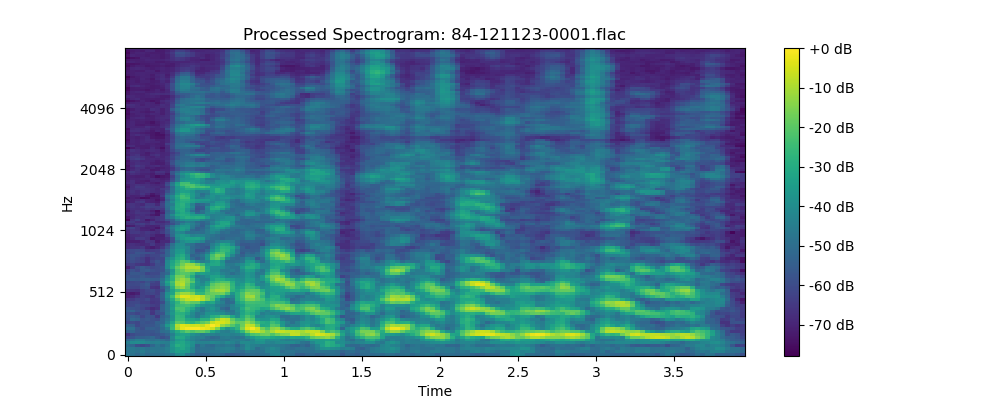 Processed Spectrogram: 84-121123-0001.flac
Hz
4096
2048
1024
512
0
0 0.5 1 1.5 2 2.5 3 3.5
Time
+0 dB
-10 dB
-20 dB
-30 dB
-40 dB
-50 dB
-60 dB
-70 dB